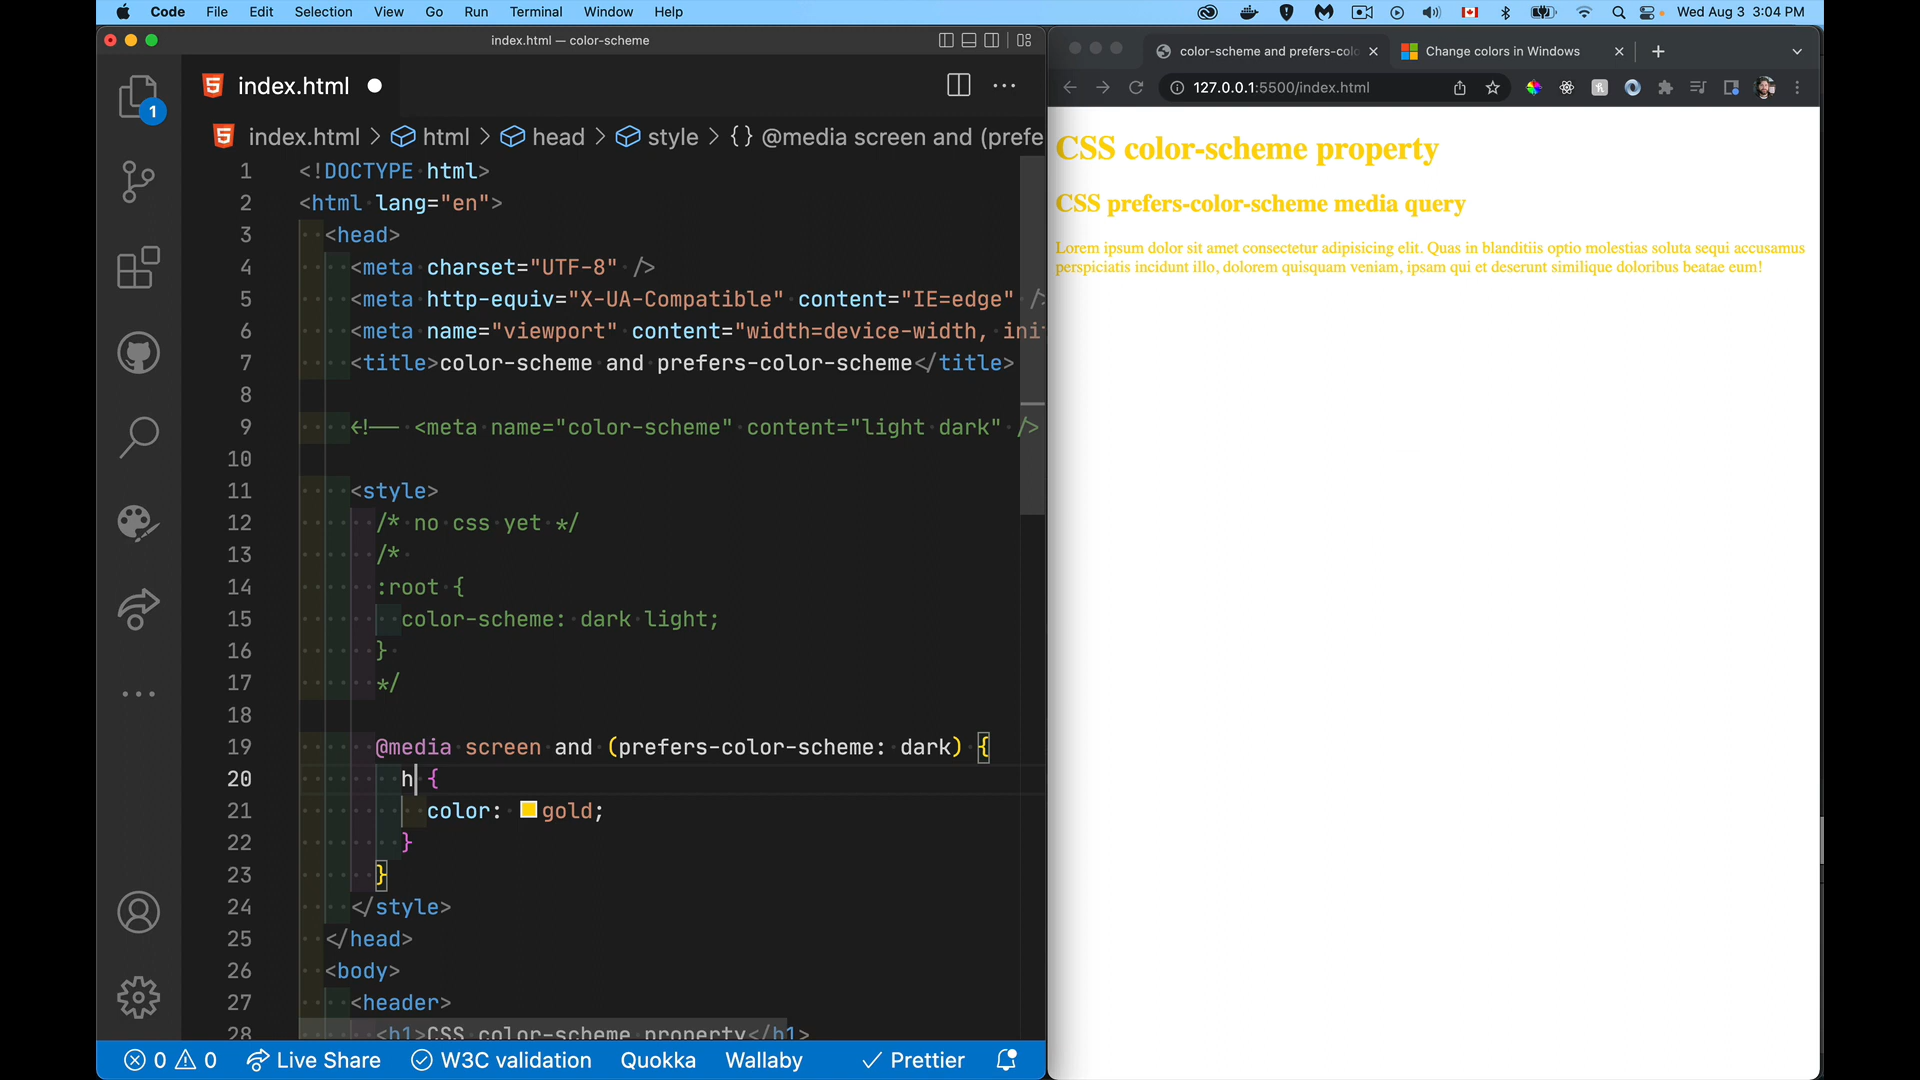 Code File Edit Selection View Go Run Terminal Window Help Wed Aug 3 3:04 PM
index.html — color-scheme
index.html
1
index.html > html > head > style > {} @media screen and (prefe
1 <!DOCTYPE html>
2 <html lang="en">
3 <head>
4 <meta charset="UTF-8" />
5 <meta http-equiv="X-UA-Compatible" content="IE=edge" />
6 <meta name="viewport" content="width=device-width, ini
7 <title>color-scheme and prefers-color-scheme</title>
8
9 <!-- <meta name="color-scheme" content="light dark" />
10
11 <style>
12 /* no css yet */
13 /*
14 :root {
15 color-scheme: dark light;
16 }
17 */
18
19 @media screen and (prefers-color-scheme: dark) {
20 h {
21 color: gold;
22 }
23 }
24 </style>
25 </head>
26 <body>
27 <header>
28 <h1>CSS color-scheme property</h1>
0 0 Live Share W3C validation Quokka Wallaby Prettier
color-scheme and prefers-colo Change colors in Windows
127.0.0.1:5500/index.html
CSS color-scheme property
CSS prefers-color-scheme media query
Lorem ipsum dolor sit amet consectetur adipisicing elit. Quas in blanditiis optio molestias soluta sequi accusamus
perspiciatis incidunt illo, dolorem quisquam veniam, ipsam qui et deserunt similique doloribus beatae eum!